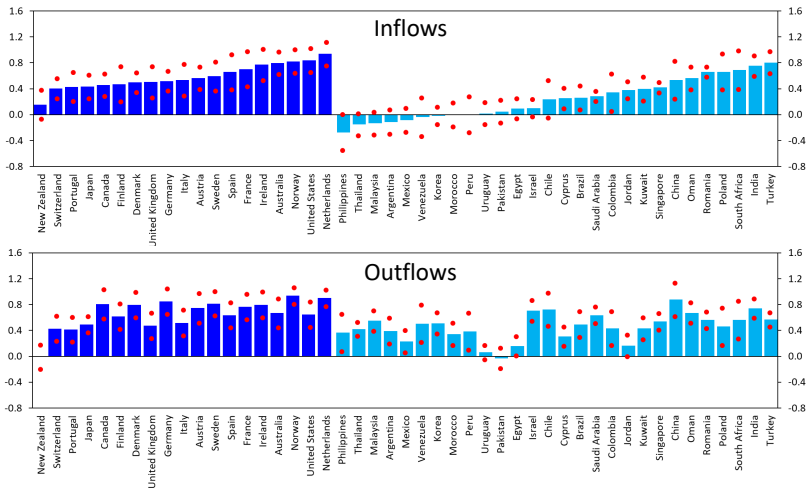 Inflows
1.6
1.2
0.8
0.4
0.0
-0.4
-0.8
1.6
1.2
0.8
0.4
0.0
-0.4
-0.8
New Zealand
Switzerland
Portugal
Japan
Canada
Finland
Denmark
United Kingdom
Germany
Italy
Austria
Sweden
Spain
France
Ireland
Australia
Norway
United States
Netherlands
Philippines
Thailand
Malaysia
Argentina
Mexico
Venezuela
Korea
Morocco
Peru
Uruguay
Pakistan
Egypt
Israel
Chile
Cyprus
Brazil
Saudi Arabia
Colombia
Jordan
Kuwait
Singapore
China
Oman
Romania
Poland
South Africa
India
Turkey
Outflows
1.6
1.2
0.8
0.4
0.0
-0.4
-0.8
1.6
1.2
0.8
0.4
0.0
-0.4
-0.8
New Zealand
Switzerland
Portugal
Japan
Canada
Finland
Denmark
United Kingdom
Germany
Italy
Austria
Sweden
Spain
France
Ireland
Australia
Norway
United States
Netherlands
Philippines
Thailand
Malaysia
Argentina
Mexico
Venezuela
Korea
Morocco
Peru
Uruguay
Pakistan
Egypt
Israel
Chile
Cyprus
Brazil
Saudi Arabia
Colombia
Jordan
Kuwait
Singapore
China
Oman
Romania
Poland
South Africa
India
Turkey